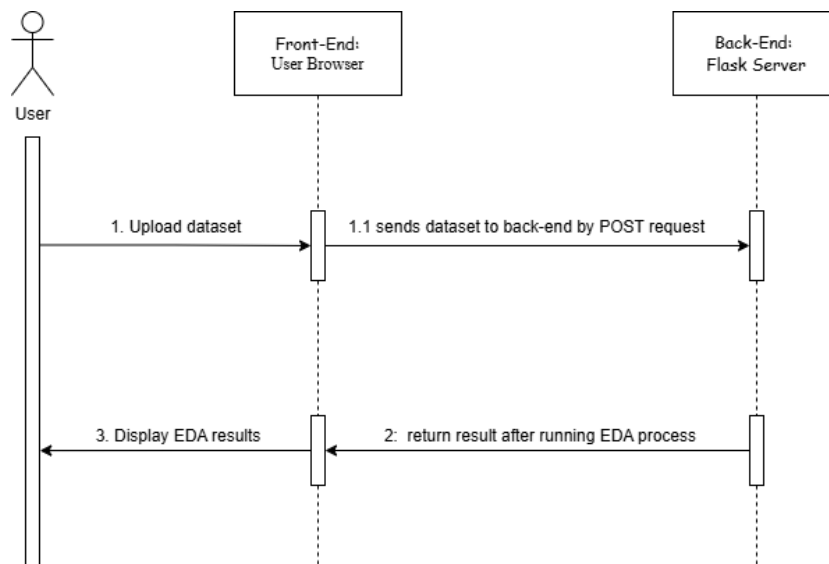 Front-End:
User Browser
Back-End:
Flask Server
User
1. Upload dataset
1.1 sends dataset to back-end by POST request
3. Display EDA results
2:  return result after running EDA process